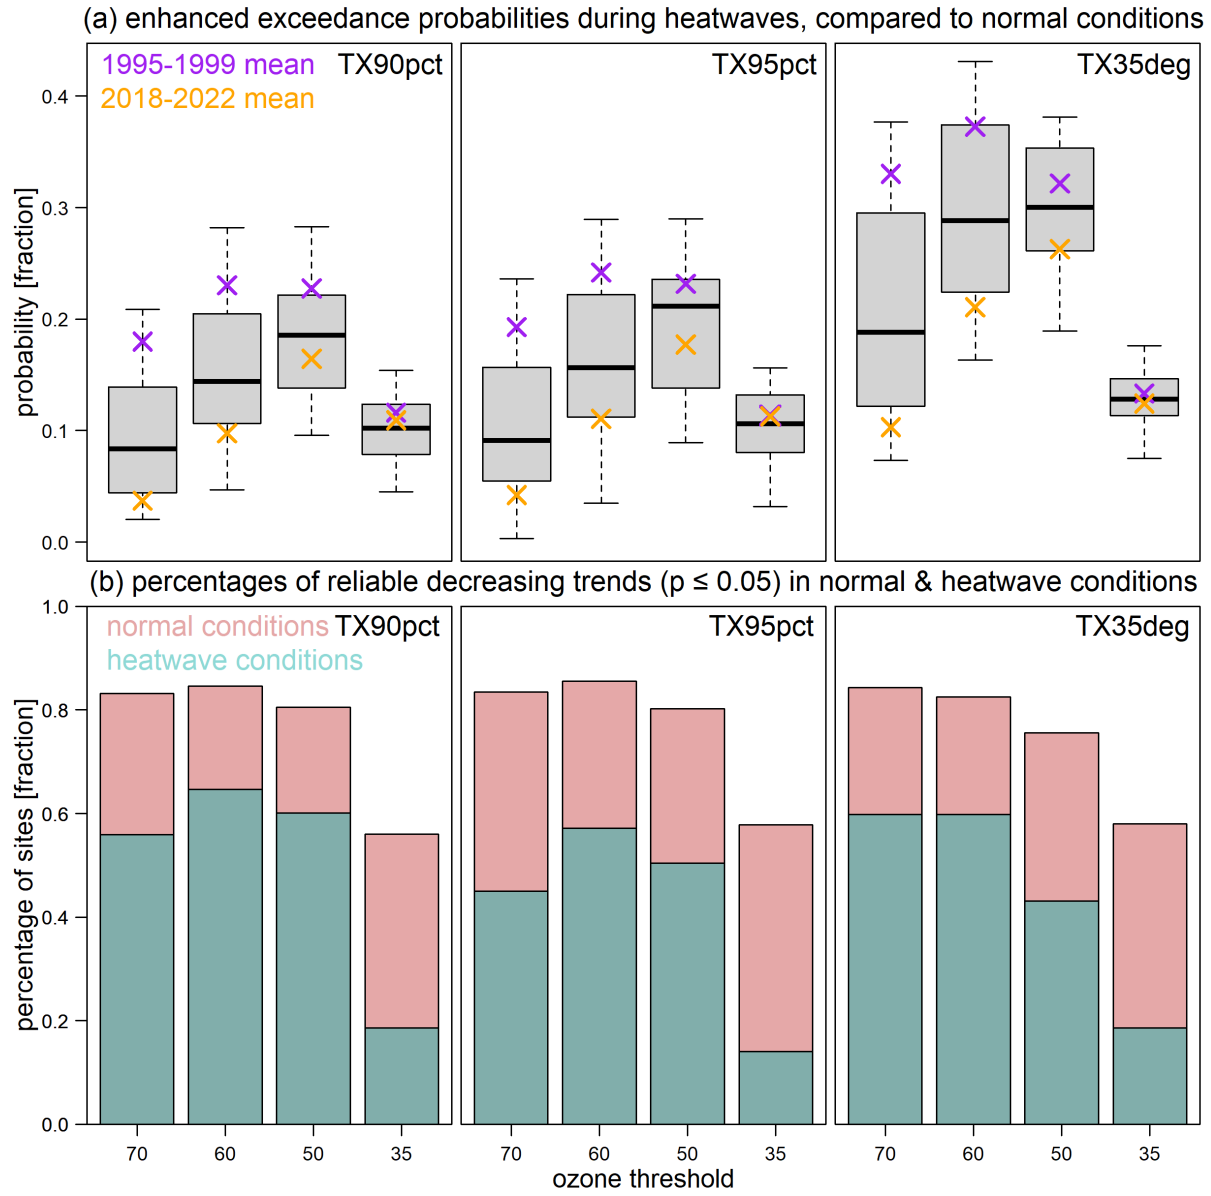 (a) enhanced exceedance probabilities during heatwaves, compared to normal conditions
1995-1999 mean
2018-2022 mean
TX90pct
TX95pct
TX35deg
probability [fraction]
0.4
0.3
0.2
0.1
0.0
(b) percentages of reliable decreasing trends (p ≤ 0.05) in normal & heatwave conditions
normal conditions
heatwave conditions
TX90pct
TX95pct
TX35deg
percentage of sites [fraction]
1.0
0.8
0.6
0.4
0.2
0.0
70 60 50 35 70 60 50 35 70 60 50 35
ozone threshold